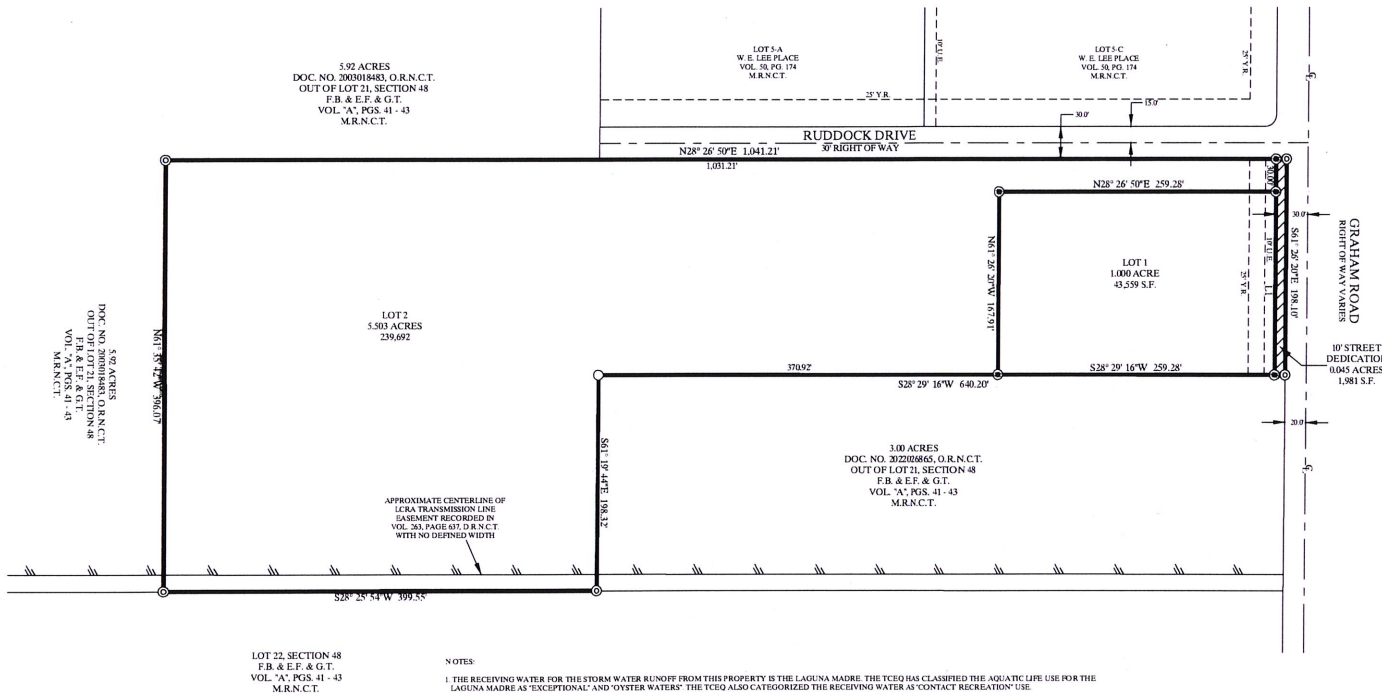 5.92 ACRES
DOC. NO. 2003018483, O.R.N.C.T.
OUT OF LOT 21, SECTION 48
F.B. & E.F. & G.T.
VOL. "A", PGS. 41 - 43
M.R.N.C.T.
LOT 5-A
W. E. LEE PLACE
VOL. 50, PG. 174
M.R.N.C.T.
10' U.E.
LOT 5-C
W. E. LEE PLACE
VOL. 50, PG. 174
M.R.N.C.T.
25' Y.R.
25' Y.R.
15.0'
30.0'
RUDDOCK DRIVE
30' RIGHT OF WAY
N28° 26' 50"E 1,041.21'
1,031.21'
30.00'
N28° 26' 50"E 259.28'
30.0'
GRAHAM ROAD
RIGHT OF WAY VARIES
S61° 26' 20"E 198.10'
N61° 26' 20"W 167.91'
LOT 1
1.000 ACRE
43,559 S.F.
25' Y.R.
10' U.E.
L1
10' STREET
DEDICATION
0.045 ACRES
1,981 S.F.
5.92 ACRES
DOC. NO. 2003018483, O.R.N.C.T.
OUT OF LOT 21, SECTION 48
F.B. & E.F. & G.T.
VOL. "A", PGS. 41 - 43
M.R.N.C.T.
N61° 35' 42"W 396.07'
LOT 2
5.503 ACRES
239,692
370.92'
S28° 29' 16"W 640.20'
S28° 29' 16"W 259.28'
20.0'
S61° 19' 44"E 198.32'
3.00 ACRES
DOC. NO. 2022026865, O.R.N.C.T.
OUT OF LOT 21, SECTION 48
F.B. & E.F. & G.T.
VOL. "A", PGS. 41 - 43
M.R.N.C.T.
APPROXIMATE CENTERLINE OF
LCRA TRANSMISSION LINE
EASEMENT RECORDED IN
VOL. 263, PAGE 637, D.R.N.C.T.
WITH NO DEFINED WIDTH
S28° 25' 54"W 399.55'
LOT 22, SECTION 48
F.B. & E.F. & G.T.
VOL. "A", PGS. 41 - 43
M.R.N.C.T.
NOTES:
1. THE RECEIVING WATER FOR THE STORM WATER RUNOFF FROM THIS PROPERTY IS THE LAGUNA MADRE. THE TCEQ HAS CLASSIFIED THE AQUATIC LIFE USE FOR THE
LAGUNA MADRE AS "EXCEPTIONAL" AND "OYSTER WATERS". THE TCEQ ALSO CATEGORIZED THE RECEIVING WATER AS "CONTACT RECREATION" USE.